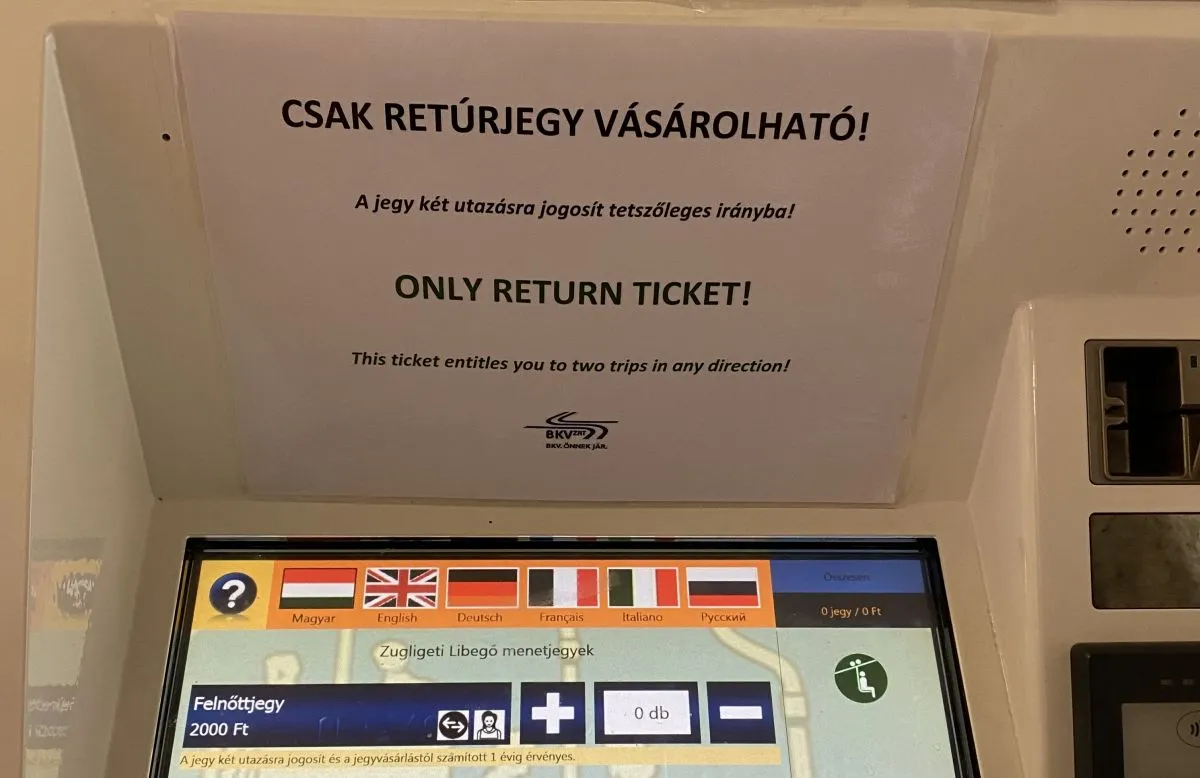 CSAK RETÚRJEGY VÁSÁROLHATÓ!
A jegy két utazásra jogosít tetszőleges irányba!
ONLY RETURN TICKET!
This ticket entitles you to two trips in any direction!
BKV ZRT
BKV. ÖNNEK JÁR.
?
Magyar English Deutsch Français Italiano Русский
Összesen
0 jegy / 0 Ft
Zugligeti Libegő menetjegyek
Felnőttjegy
2000 Ft
0 db
A jegy két utazásra jogosít és a jegyvásárlástól számított 1 évig érvényes.